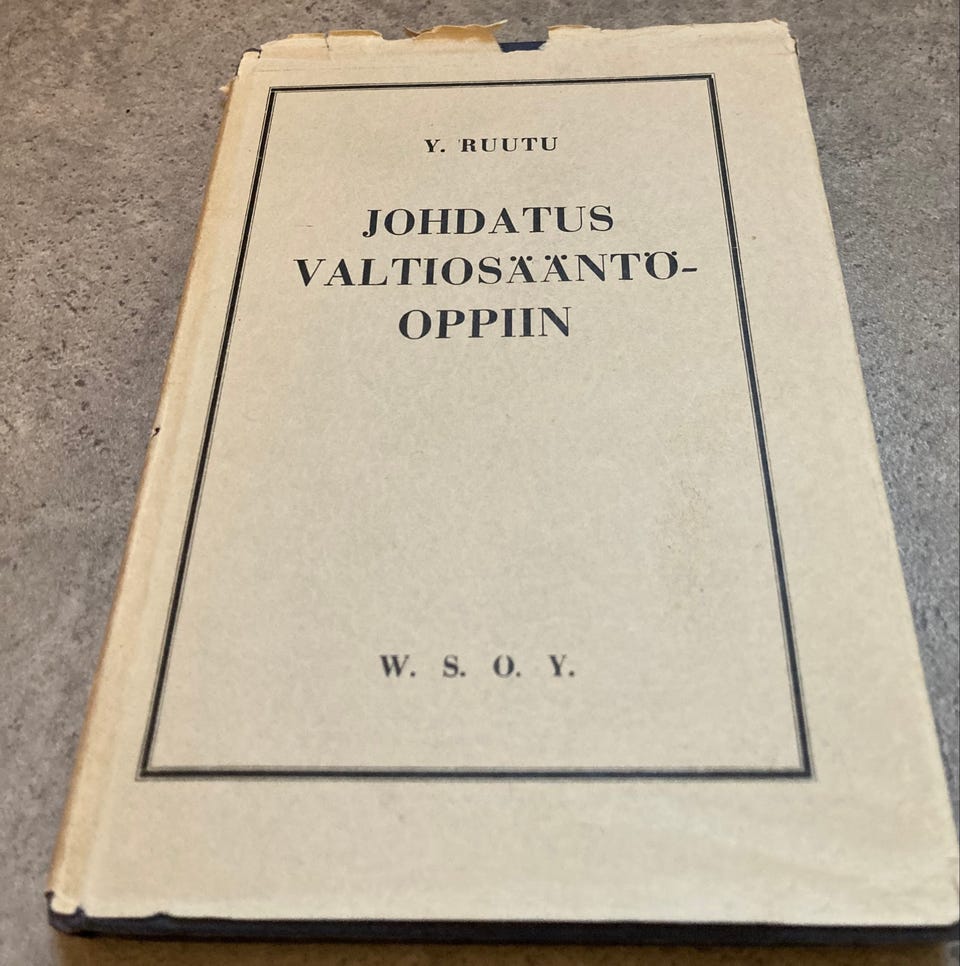 Y. RUUTU
JOHDATUS
VALTIOSÄÄNTÖ-
OPPIIN
W. S. O. Y.